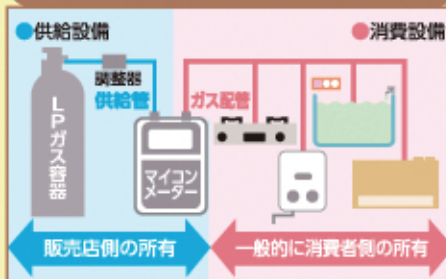 ●供給設備
●消費設備
調整器
供給管
ガス配管
LPガス容器
マイコン
メーター
販売店側の所有
一般的に消費者側の所有